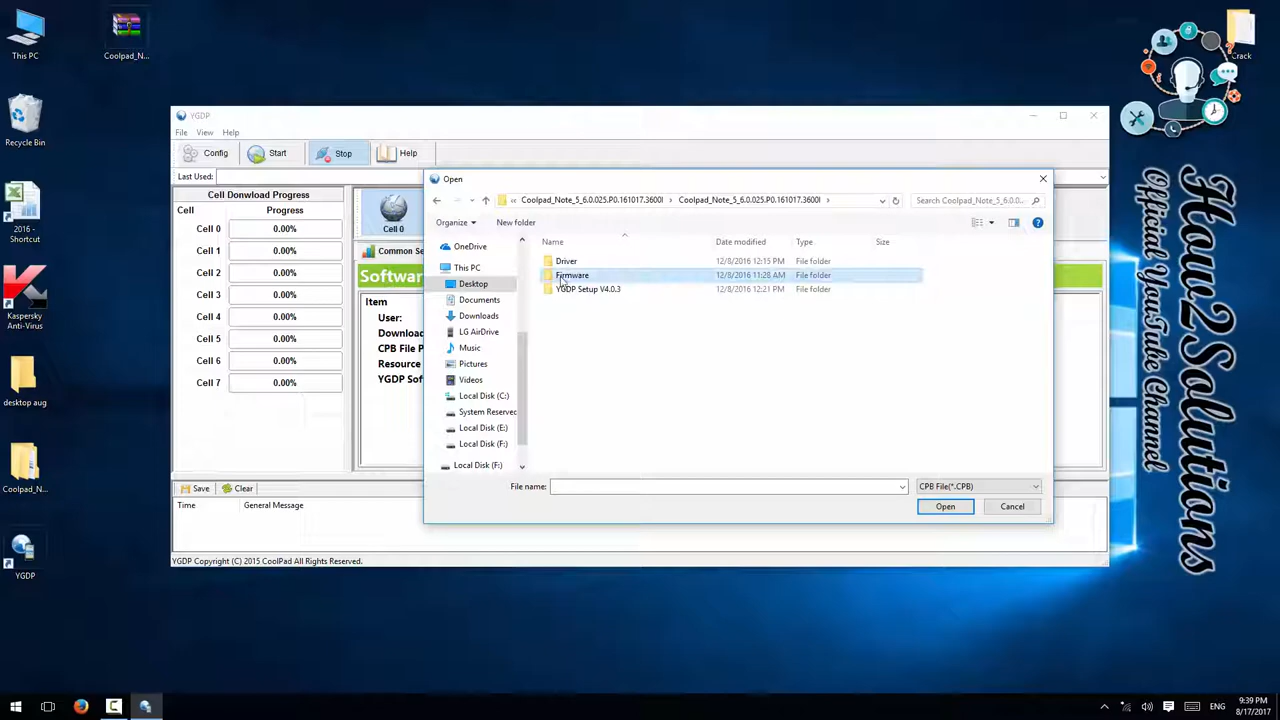 This PC
Coolpad_N...
Crack
Recycle Bin
2016 -
Shortcut
Kaspersky
Anti-Virus
desktop aug
Coolpad_N...
YGDP
YGDP
File View Help
Config Start Stop Help
Last Used:
Cell Donwload Progress
Cell Progress
Cell 0 0.00%
Cell 1 0.00%
Cell 2 0.00%
Cell 3 0.00%
Cell 4 0.00%
Cell 5 0.00%
Cell 6 0.00%
Cell 7 0.00%
Cell 0
Common Se
Software
Item
User:
Download
CPB File P
Resource
YGDP Sof
Save Clear
Time General Message
YGDP Copyright (C) 2015 CoolPad All Rights Reserved.
Open
« Coolpad_Note_5_6.0.025.P0.161017.3600I › Coolpad_Note_5_6.0.025.P0.161017.3600I ›
Search Coolpad_Note_5_6.0.0...
Organize New folder
Name Date modified Type Size
OneDrive
This PC
Desktop
Documents
Downloads
LG AirDrive
Music
Pictures
Videos
Local Disk (C:)
System Reserved
Local Disk (E:)
Local Disk (F:)
Local Disk (F:)
Driver 12/8/2016 12:15 PM File folder
Firmware 12/8/2016 11:28 AM File folder
YGDP Setup V4.0.3 12/8/2016 12:21 PM File folder
File name:
CPB File(*.CPB)
Open Cancel
How2Solutions
Official YouTube Channel
ENG
9:39 PM
8/17/2017